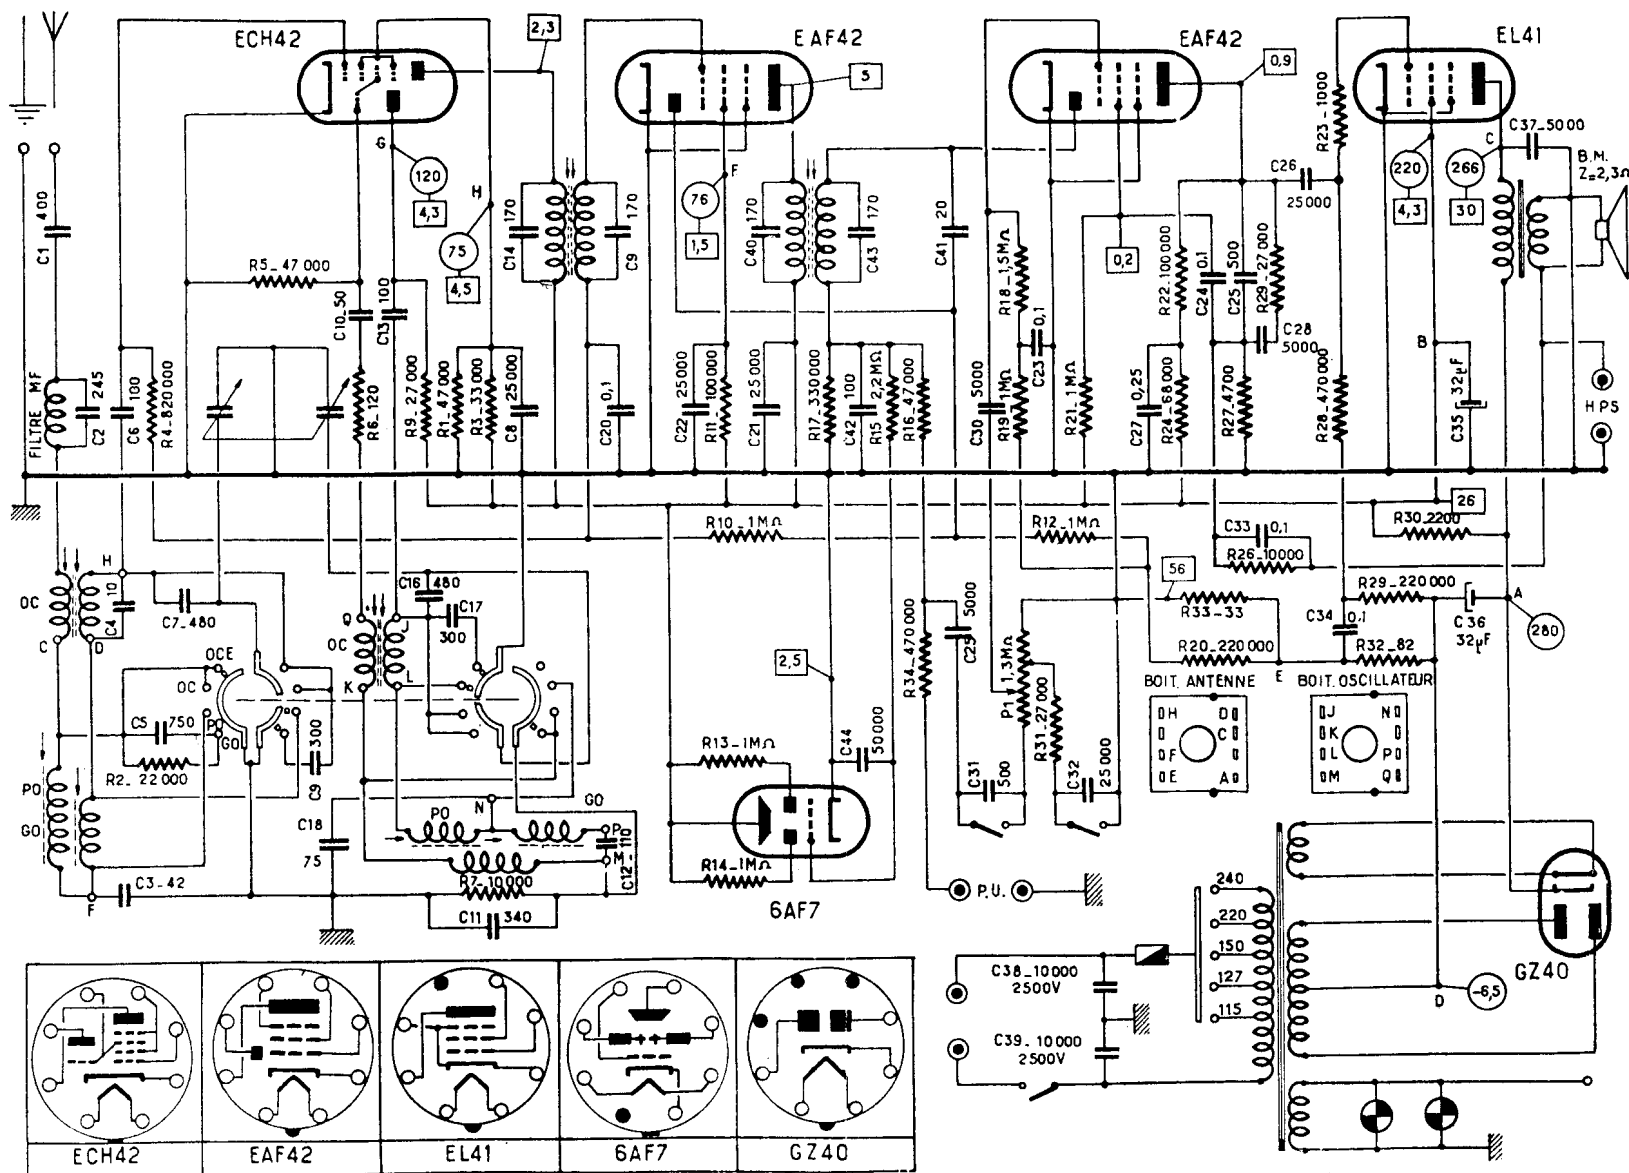 ECH42
2,3
EAF42
5
EAF42
0,9
EL41
R23_1000
C37_5000
B.M.
Z=2,3Ω
C
G
120
4,3
H
75
4,5
F
76
1,5
220
4,3
266
30
C1 400
R5_47000
C10_50
C13 100
C14 170
C9 170
C40 170
C43 170
C41 20
R18_1,5MΩ
0,2
R22_100000
C24 0,1
C25 500
R29_27000
C26
25000
C28
5000
C23 0,1
B
FILTRE MF
C2 245
C6 100
R4_820000
R6_120
R9_27000
R1_47000
R3_33000
C8 25000
C20 0,1
C22 25000
R11_100000
C21 25000
R17_330000
C42 100
R15 2,2MΩ
R16_47000
C30 5000
R19 1MΩ
R21_1MΩ
C27 0,25
R24_68000
R27_4700
R28_470000
C35 32µF
HPS
26
R10_1MΩ
R12_1MΩ
C33 0,1
R26_10000
R30_2200
56
R33_33
R29_220000
A
C36
32µF
280
C34 0,1
R20_220000
E
R32_82
OC
H
C4 10
C7_480
C
D
OCE
OC
PO
GO
C5 750
R2_22000
C9 300
PO
GO
F
C3_42
Q
OC
J
K
L
C16 480
C17
300
C18
75
PO
N
GO
P
M
C12_110
R7_10000
C11 340
2,5
R13_1MΩ
R14_1MΩ
C44 50000
6AF7
R34_470000
C25 5000
P1 1,3MΩ
R31_27000
C31 500
C32 25000
P.U.
BOIT. ANTENNE
H D
C
F
E A
BOIT. OSCILLATEUR
J N
K
L P
M Q
240
220
150
127
115
GZ40
D
-6,5
C38_10000
2500V
C39_10000
2500V
ECH42
EAF42
EL41
6AF7
GZ40